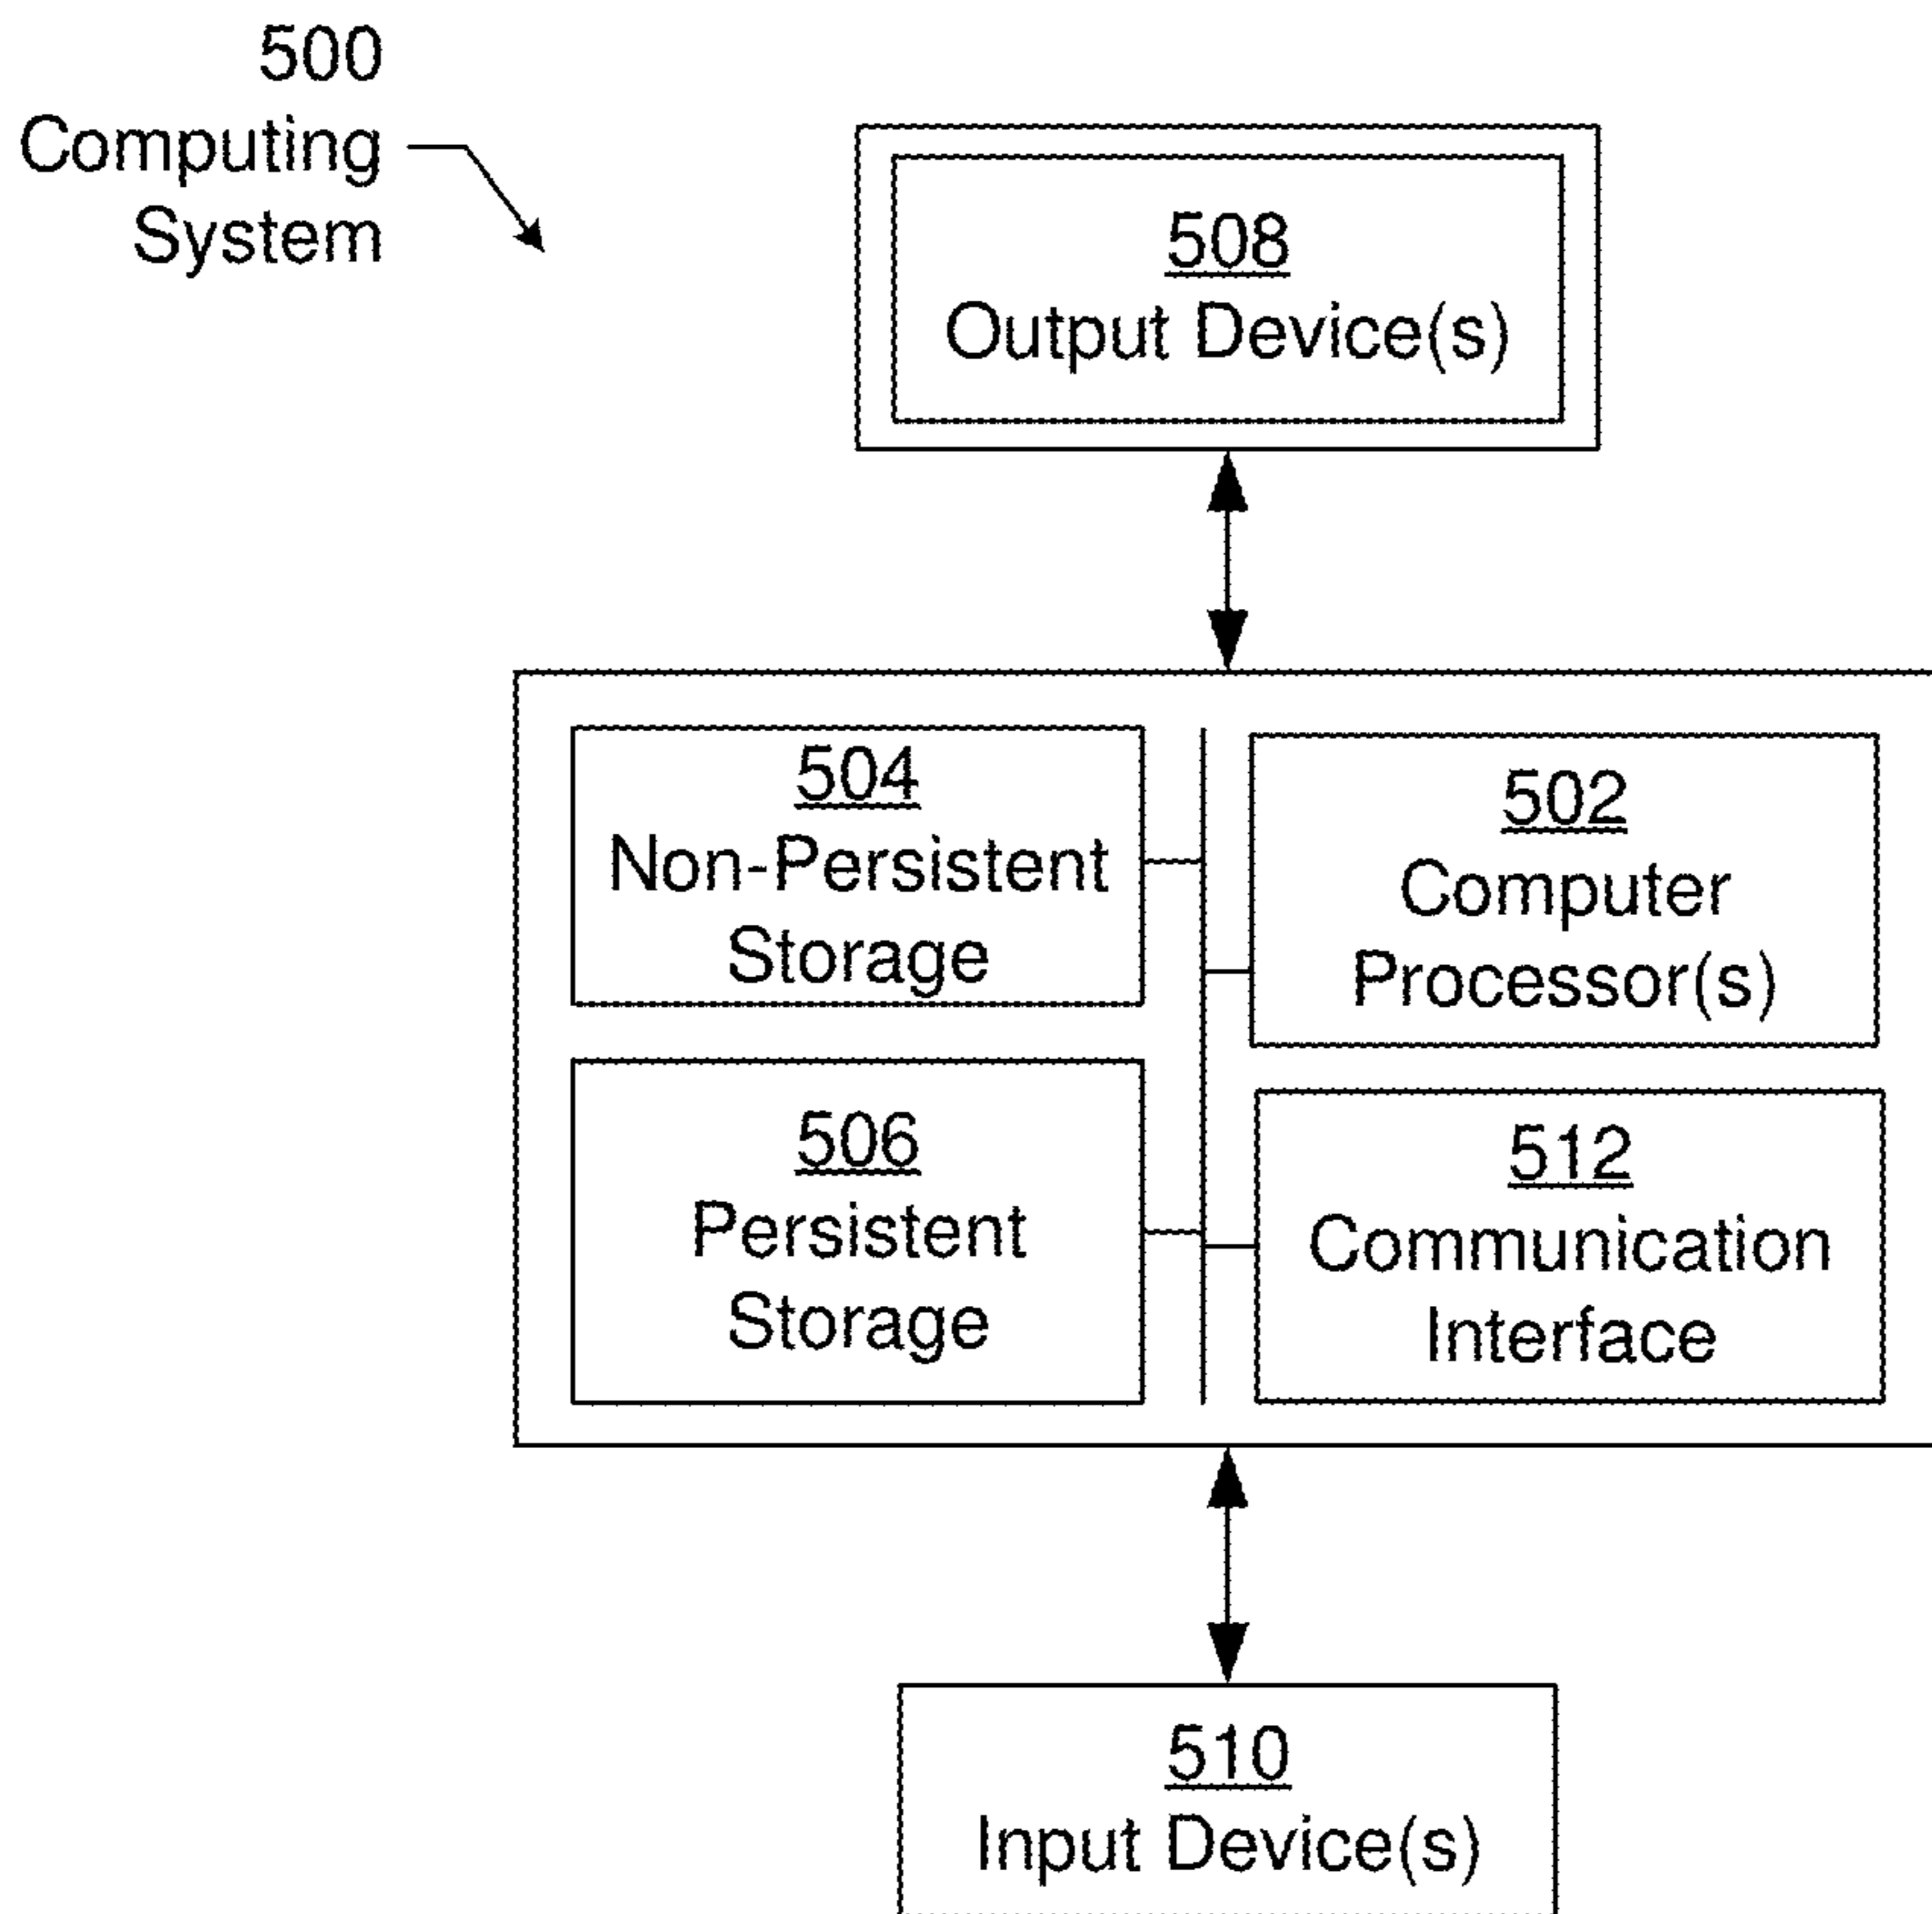 500
Computing
System
508
Output Device(s)
504
Non-Persistent
Storage
502
Computer
Processor(s)
506
Persistent
Storage
512
Communication
Interface
510
Input Device(s)